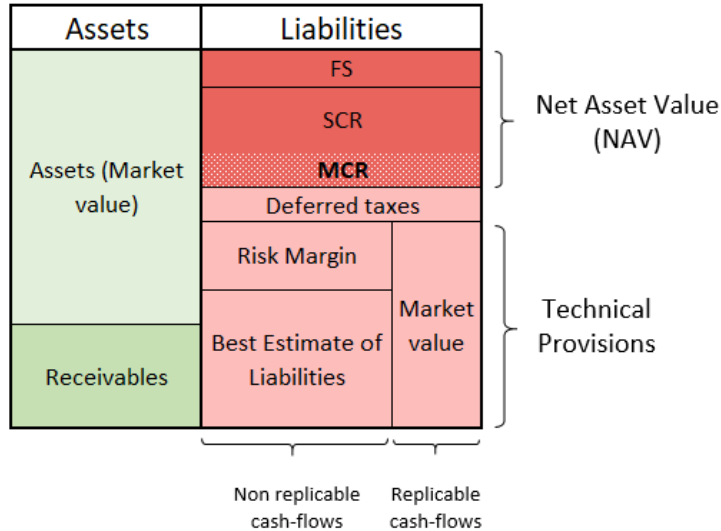 Assets
Liabilities
FS
SCR
MCR
Net Asset Value
(NAV)
Assets (Market
value)
Deferred taxes
Risk Margin
Market
value
Best Estimate of
Liabilities
Technical
Provisions
Receivables
Non replicable
cash-flows
Replicable
cash-flows